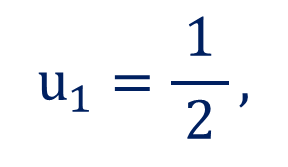 u₁ = 1/2,